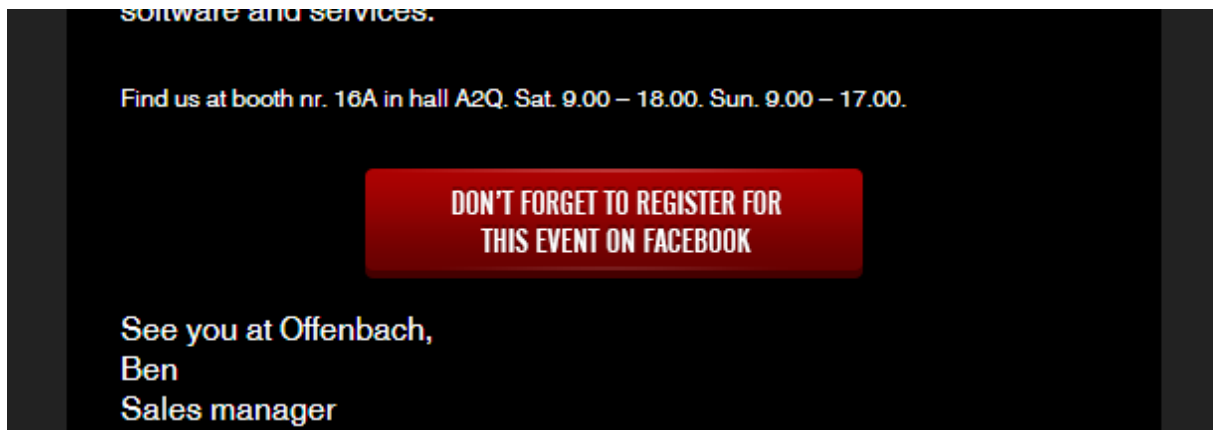 software and services.
Find us at booth nr. 16A in hall A2Q. Sat. 9.00 – 18.00. Sun. 9.00 – 17.00.
DON'T FORGET TO REGISTER FOR
THIS EVENT ON FACEBOOK
See you at Offenbach,
Ben
Sales manager